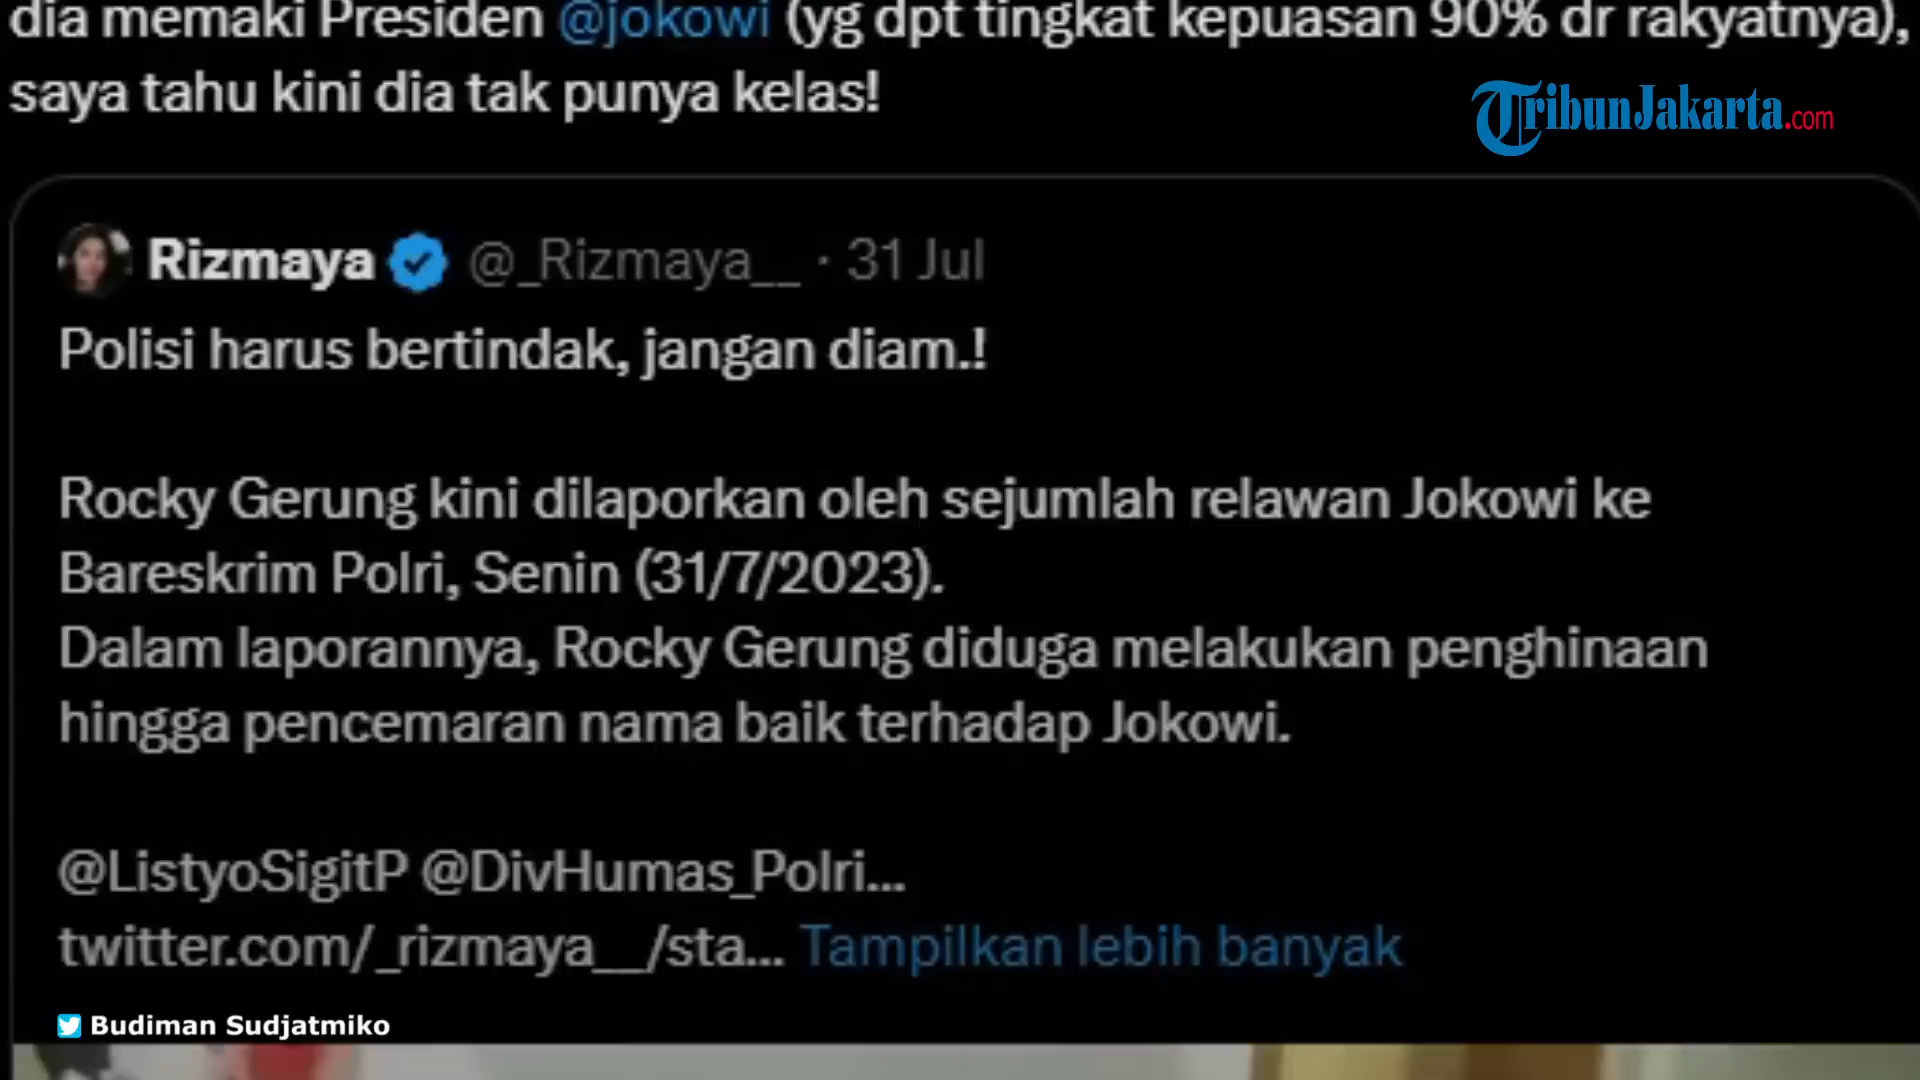 dia memaki Presiden @jokowi (yg dpt tingkat kepuasan 90% dr rakyatnya),
saya tahu kini dia tak punya kelas!
TribunJakarta.com
Rizmaya @_Rizmaya__ · 31 Jul
Polisi harus bertindak, jangan diam.!
Rocky Gerung kini dilaporkan oleh sejumlah relawan Jokowi ke
Bareskrim Polri, Senin (31/7/2023).
Dalam laporannya, Rocky Gerung diduga melakukan penghinaan
hingga pencemaran nama baik terhadap Jokowi.
@ListyoSigitP @DivHumas_Polri...
twitter.com/_rizmaya__/sta... Tampilkan lebih banyak
Budiman Sudjatmiko